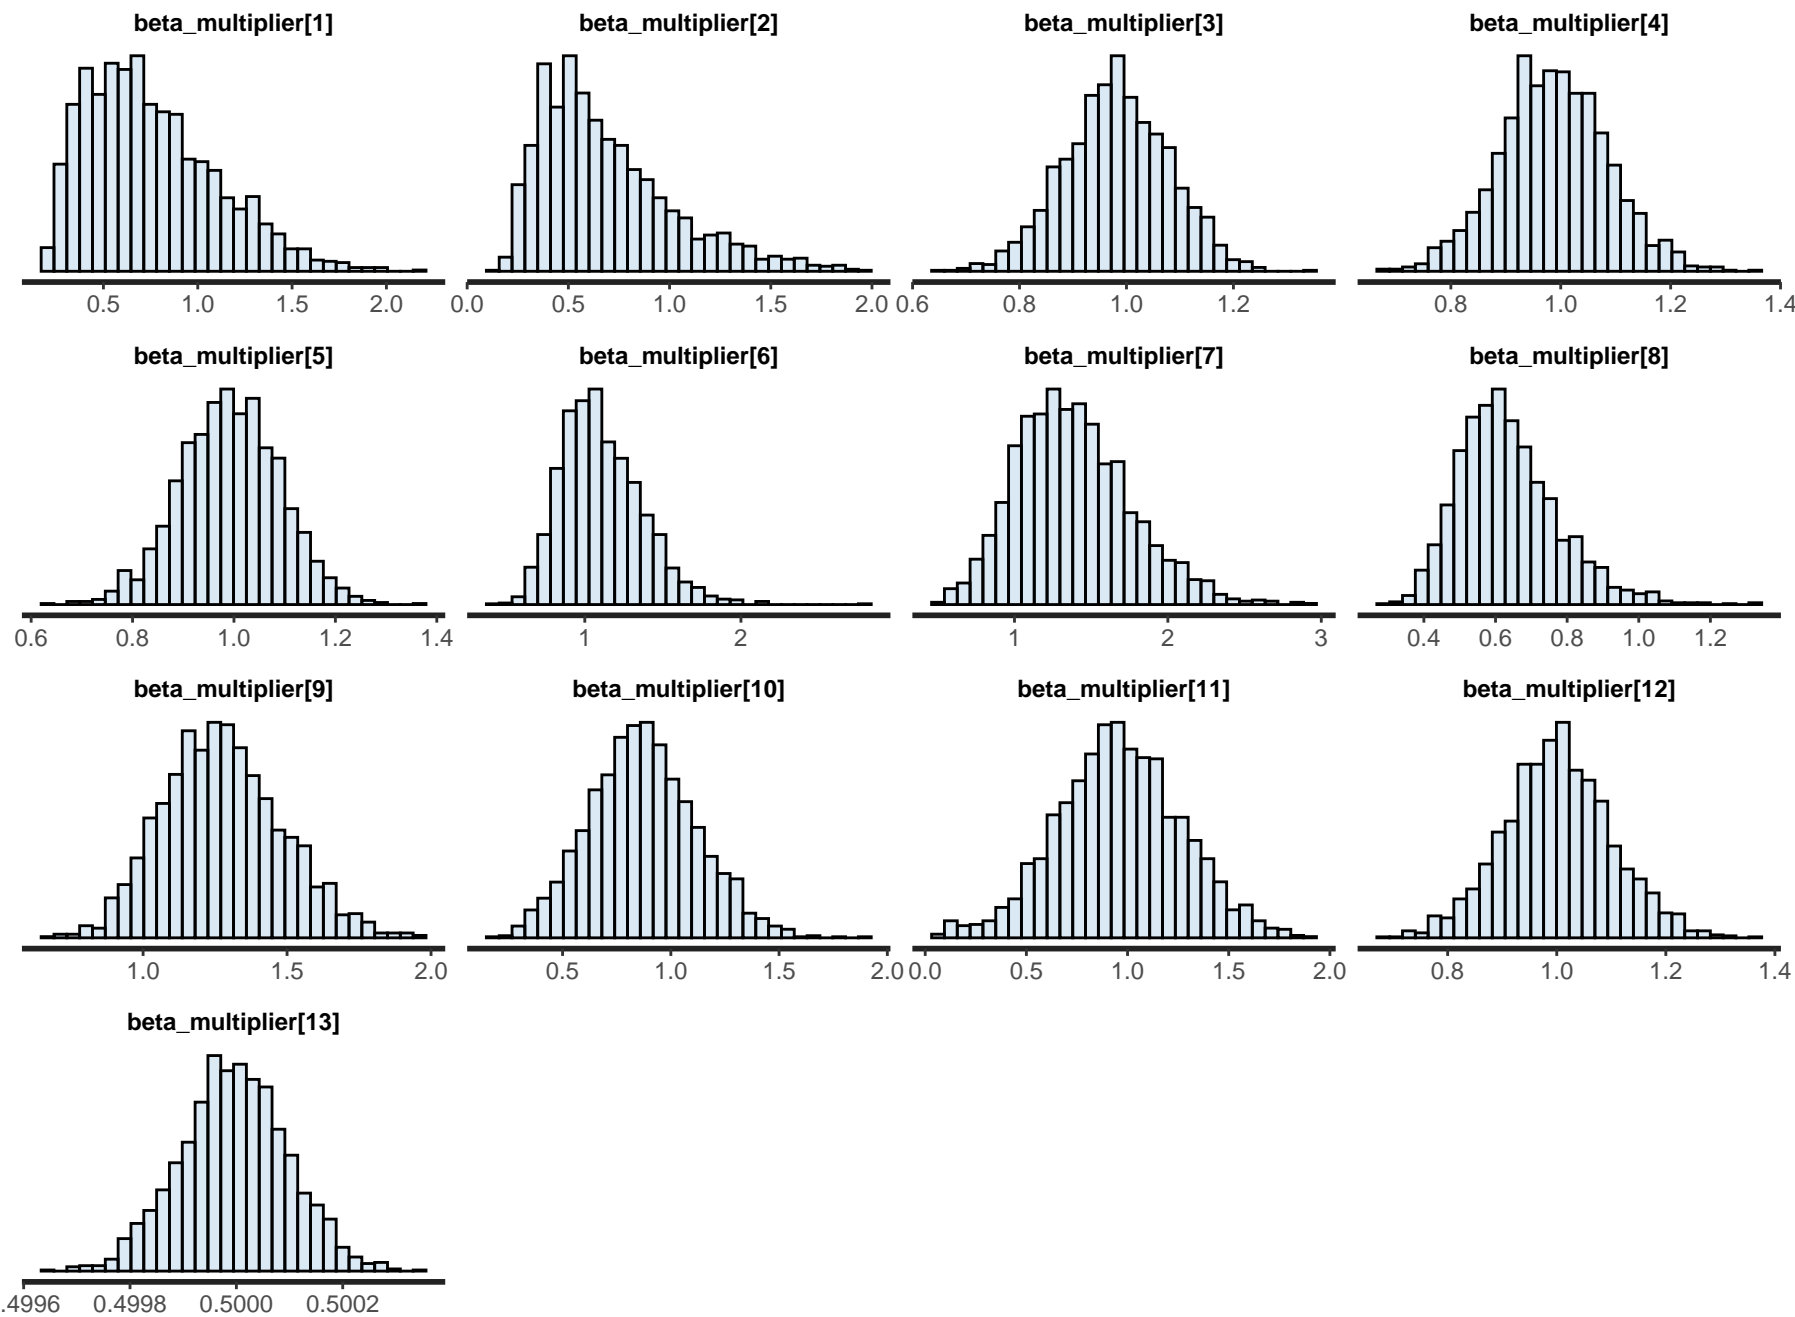 beta_multiplier[1] beta_multiplier[2] beta_multiplier[3] beta_multiplier[4]
0.5 1.0 1.5 2.0 0.0 0.5 1.0 1.5 2.0 0.6 0.8 1.0 1.2 0.8 1.0 1.2 1.4
beta_multiplier[5] beta_multiplier[6] beta_multiplier[7] beta_multiplier[8]
0.6 0.8 1.0 1.2 1.4 1 2 1 2 3 0.4 0.6 0.8 1.0 1.2
beta_multiplier[9] beta_multiplier[10] beta_multiplier[11] beta_multiplier[12]
1.0 1.5 2.0 0.5 1.0 1.5 2.0 0.0 0.5 1.0 1.5 2.0 0.8 1.0 1.2 1.4
beta_multiplier[13]
.4996 0.4998 0.5000 0.5002